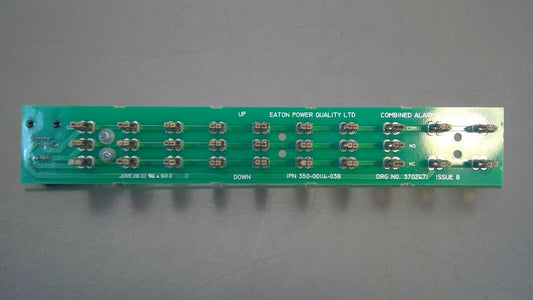 UP EATON POWER QUALITY LTD COMBINED ALARM
COM
NO
NC
DOWN IPN 350-00114-03B DRG NO. 3702671 ISSUE 8